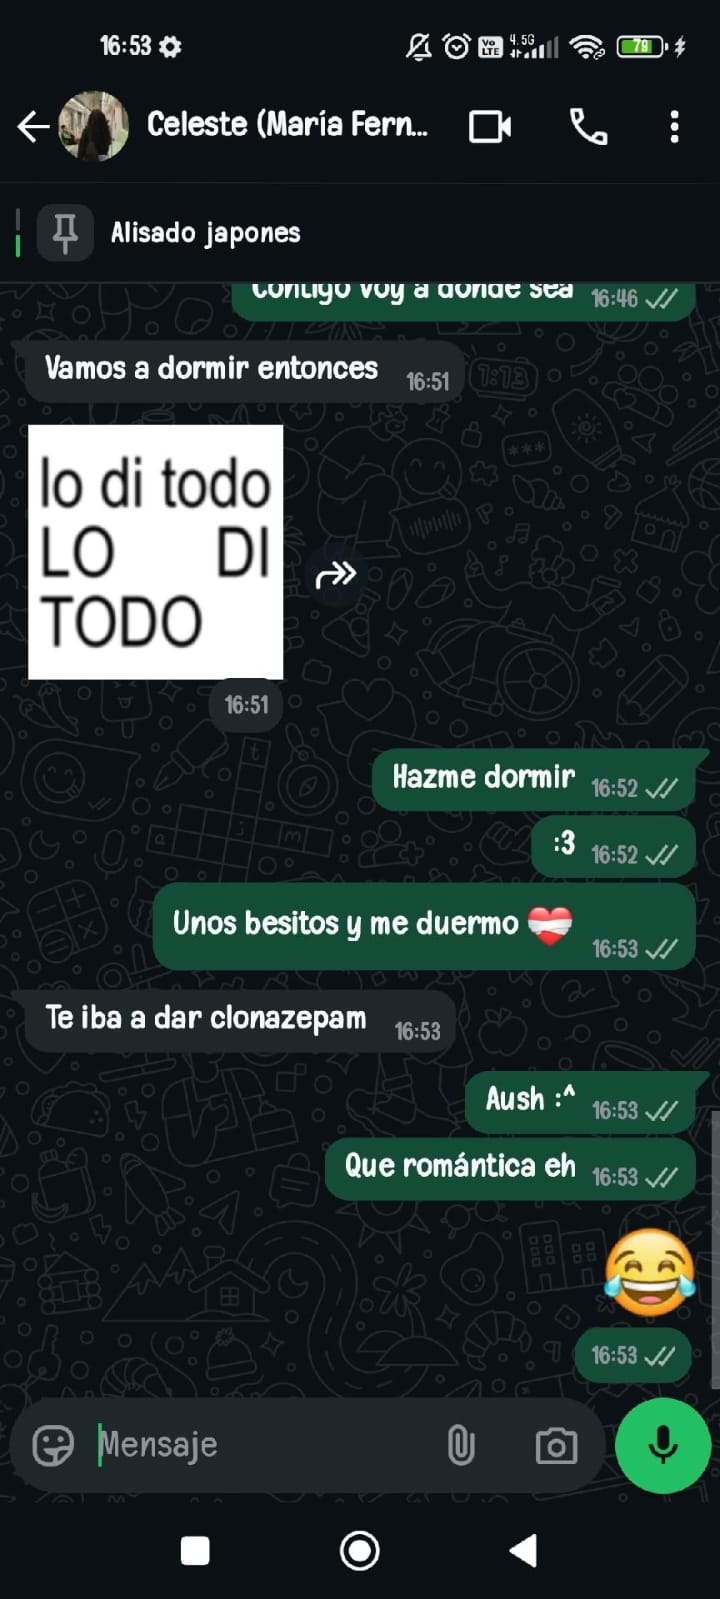 16:53
Vo LTE 4.5G 79
Celeste (María Fern...
Alisado japones
Contigo voy a donde sea 16:46
Vamos a dormir entonces 16:51
lo di todo
LO DI
TODO
16:51
Hazme dormir 16:52
:3 16:52
Unos besitos y me duermo ❤️‍🩹 16:53
Te iba a dar clonazepam 16:53
Aush :^ 16:53
Que romántica eh 16:53
😂
16:53
Mensaje